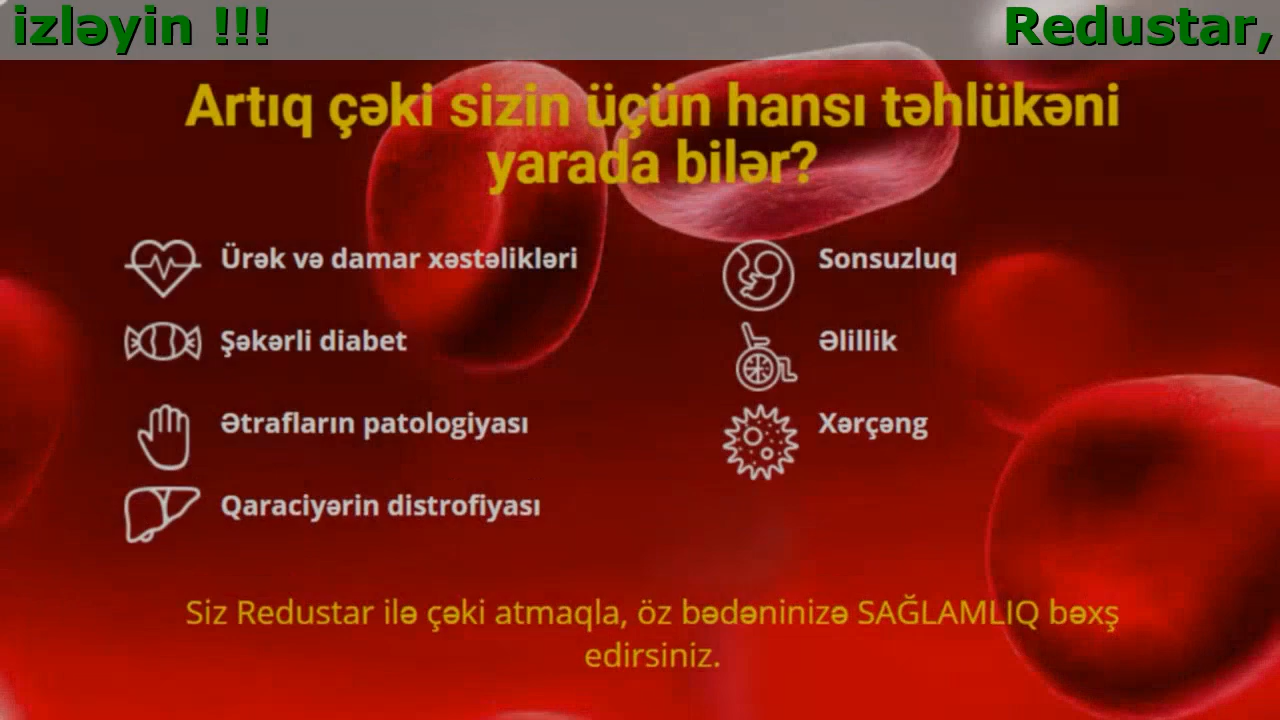 izləyin !!! Redustar,
Artıq çəki sizin üçün hansı təhlükəni
yarada bilər?
Ürək və damar xəstəlikləri
Şəkərli diabet
Ətrafların patologiyası
Qaraciyərin distrofiyası
Sonsuzluq
Əlillik
Xərçəng
Siz Redustar ilə çəki atmaqla, öz bədəninizə SAĞLAMLIQ bəxş
edirsiniz.